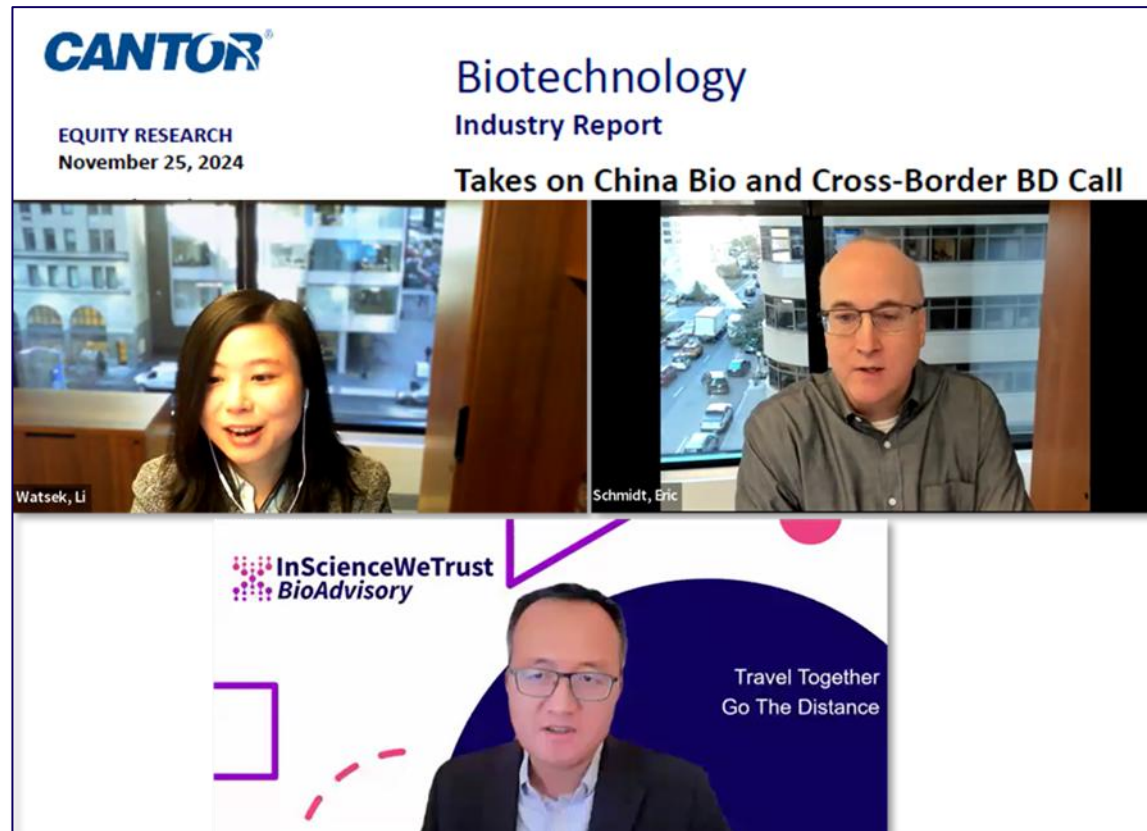 CANTOR®
EQUITY RESEARCH
November 25, 2024
Biotechnology
Industry Report
Takes on China Bio and Cross-Border BD Call
Watsek, Li
Schmidt, Eric
InScienceWeTrust
BioAdvisory
Travel Together
Go The Distance